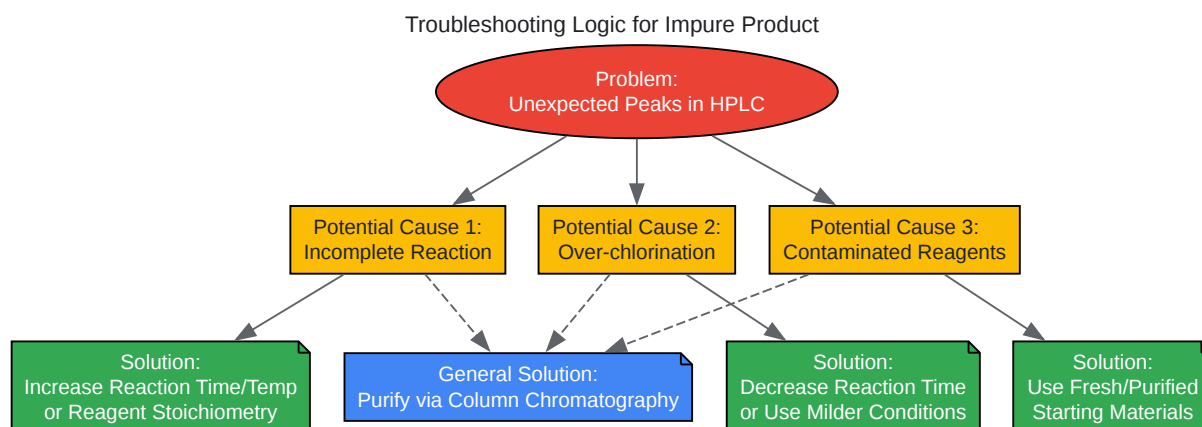 Troubleshooting Logic for Impure Product
Problem:
Unexpected Peaks in HPLC
Potential Cause 1:
Incomplete Reaction
Potential Cause 2:
Over-chlorination
Potential Cause 3:
Contaminated Reagents
Solution:
Increase Reaction Time/Temp
or Reagent Stoichiometry
General Solution:
Purify via Column Chromatography
Solution:
Decrease Reaction Time
or Use Milder Conditions
Solution:
Use Fresh/Purified
Starting Materials